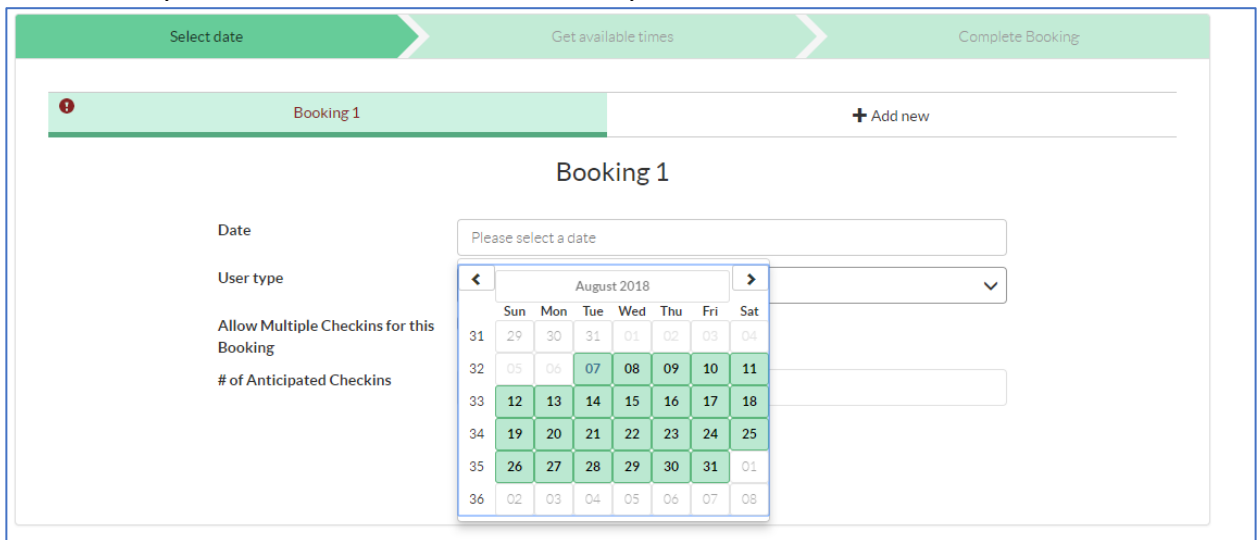 Select date Get available times Complete Booking
Booking 1 + Add new
Booking 1
Date Please select a date
User type
August 2018
Sun Mon Tue Wed Thu Fri Sat
Allow Multiple Checkins for this
Booking
31 29 30 31 01 02 03 04
32 05 06 07 08 09 10 11
# of Anticipated Checkins
33 12 13 14 15 16 17 18
34 19 20 21 22 23 24 25
35 26 27 28 29 30 31 01
36 02 03 04 05 06 07 08